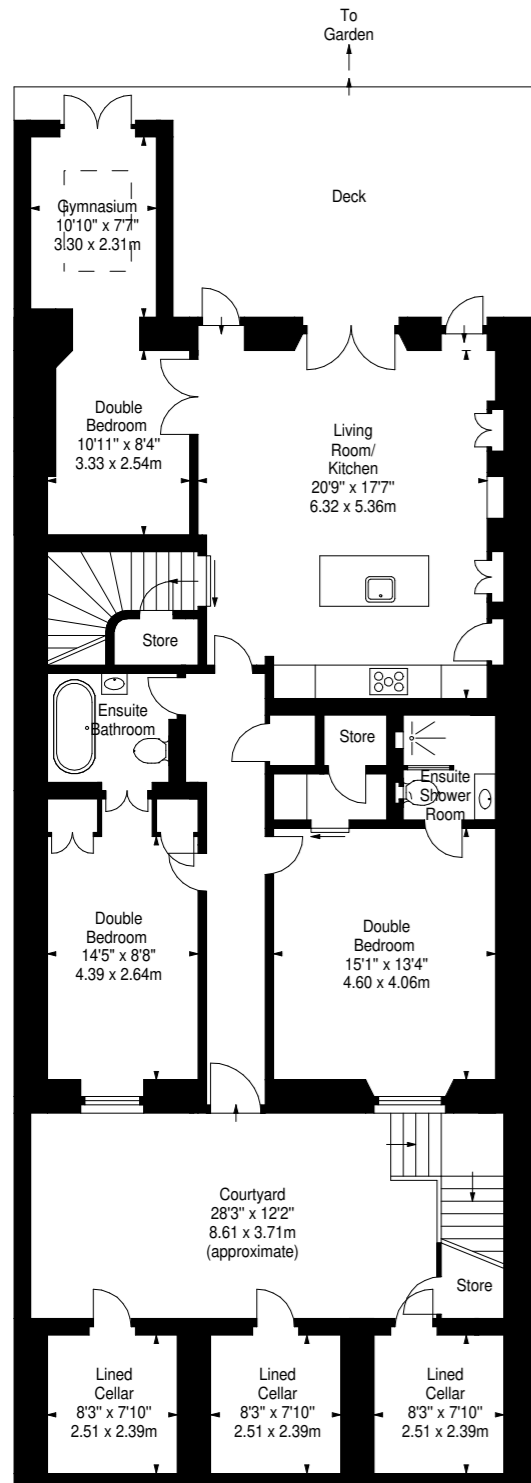 To
Garden
Deck
Gymnasium
10'10" x 7'7"
3.30 x 2.31m
Double
Bedroom
10'11" x 8'4"
3.33 x 2.54m
Living
Room/
Kitchen
20'9" x 17'7"
6.32 x 5.36m
Store
Ensuite
Bathroom
Store
Ensuite
Shower
Room
Double
Bedroom
14'5" x 8'8"
4.39 x 2.64m
Double
Bedroom
15'1" x 13'4"
4.60 x 4.06m
Courtyard
28'3" x 12'2"
8.61 x 3.71m
(approximate)
Store
Lined
Cellar
8'3" x 7'10"
2.51 x 2.39m
Lined
Cellar
8'3" x 7'10"
2.51 x 2.39m
Lined
Cellar
8'3" x 7'10"
2.51 x 2.39m